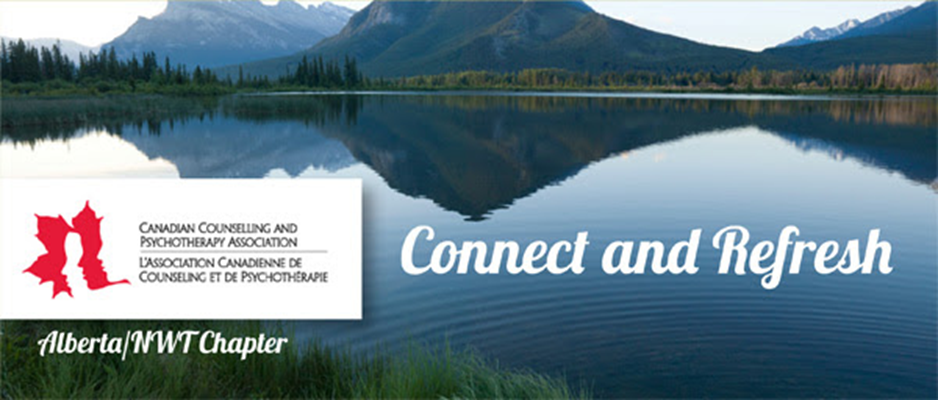 CANADIAN COUNSELLING AND
PSYCHOTHERAPY ASSOCIATION
L'ASSOCIATION CANADIENNE DE
COUNSELING ET DE PSYCHOTHÉRAPIE
Connect and Refresh
Alberta/NWT Chapter